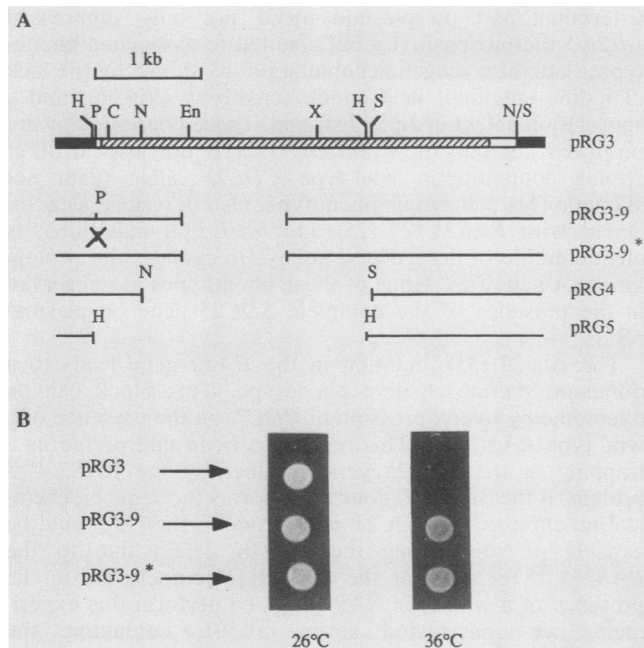 A
1 kb
H P C En X H S N/S
pRG3
P
pRG3-9
pRG3-9*
N S pRG4
H H pRG5
B
pRG3
pRG3-9
pRG3-9*
26°C 36°C